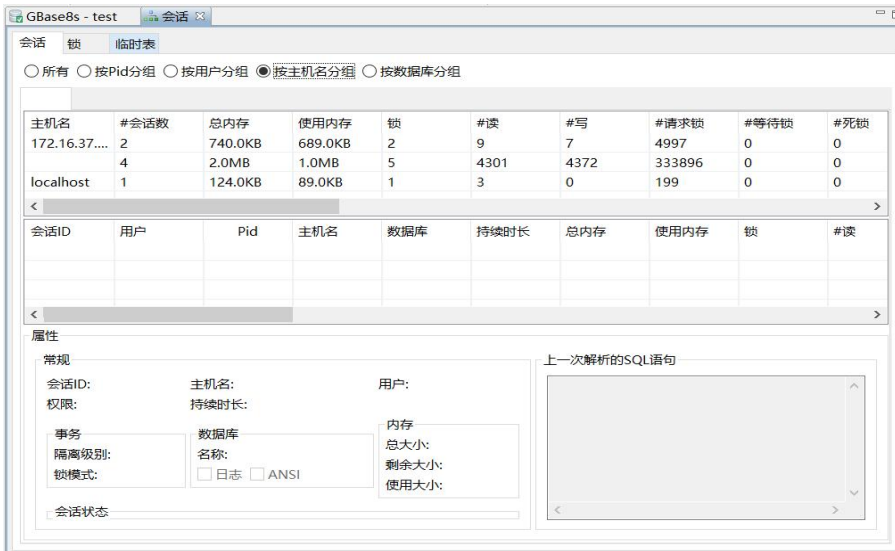 GBase8s - test 会话
会话 锁 临时表
所有 按Pid分组 按用户分组 按主机名分组 按数据库分组
主机名 #会话数 总内存 使用内存 锁 #读 #写 #请求锁 #等待锁 #死锁
172.16.37.... 2 740.0KB 689.0KB 2 9 7 4997 0 0
4 2.0MB 1.0MB 5 4301 4372 333896 0 0
localhost 1 124.0KB 89.0KB 1 3 0 199 0 0
会话ID 用户 Pid 主机名 数据库 持续时长 总内存 使用内存 锁 #读
属性
常规 上一次解析的SQL语句
会话ID: 主机名: 用户:
权限: 持续时长:
事务 数据库 内存
隔离级别: 名称: 总大小:
锁模式: 日志 ANSI 剩余大小:
使用大小:
会话状态